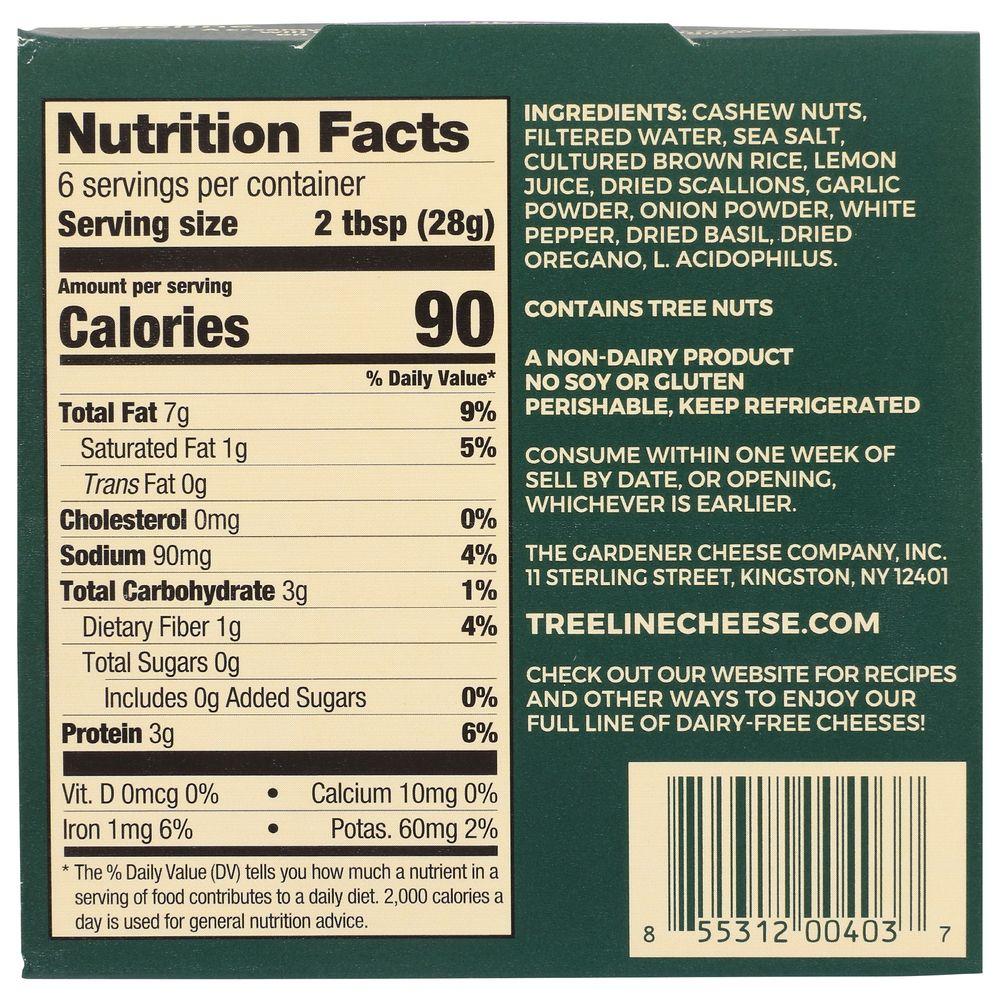 Nutrition Facts
6 servings per container
Serving size 2 tbsp (28g)
Amount per serving
Calories 90
% Daily Value*
Total Fat 7g 9%
Saturated Fat 1g 5%
Trans Fat 0g
Cholesterol 0mg 0%
Sodium 90mg 4%
Total Carbohydrate 3g 1%
Dietary Fiber 1g 4%
Total Sugars 0g
Includes 0g Added Sugars 0%
Protein 3g 6%
Vit. D 0mcg 0% • Calcium 10mg 0%
Iron 1mg 6% • Potas. 60mg 2%
* The % Daily Value (DV) tells you how much a nutrient in a
serving of food contributes to a daily diet. 2,000 calories a
day is used for general nutrition advice.
INGREDIENTS: CASHEW NUTS,
FILTERED WATER, SEA SALT,
CULTURED BROWN RICE, LEMON
JUICE, DRIED SCALLIONS, GARLIC
POWDER, ONION POWDER, WHITE
PEPPER, DRIED BASIL, DRIED
OREGANO, L. ACIDOPHILUS.
CONTAINS TREE NUTS
A NON-DAIRY PRODUCT
NO SOY OR GLUTEN
PERISHABLE, KEEP REFRIGERATED
CONSUME WITHIN ONE WEEK OF
SELL BY DATE, OR OPENING,
WHICHEVER IS EARLIER.
THE GARDENER CHEESE COMPANY, INC.
11 STERLING STREET, KINGSTON, NY 12401
TREELINECHEESE.COM
CHECK OUT OUR WEBSITE FOR RECIPES
AND OTHER WAYS TO ENJOY OUR
FULL LINE OF DAIRY-FREE CHEESES!
8 55312 00403 7